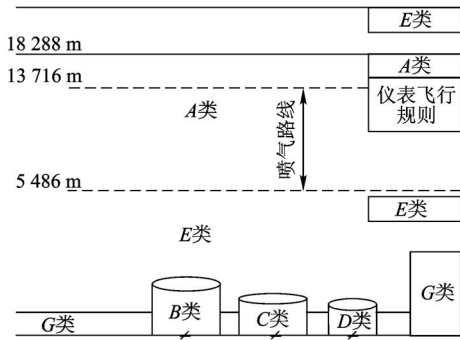 E类
18 288 m
13 716 m
A类
A类
仪表飞行
规则
喷气路线
5 486 m
E类
E类
G类
B类
C类
D类
G类